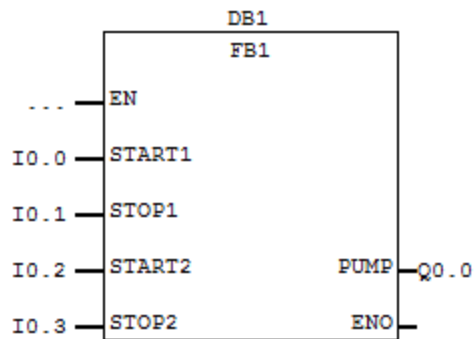 DB1
FB1
... EN
I0.0 START1
I0.1 STOP1
I0.2 START2 PUMP Q0.0
I0.3 STOP2 ENO